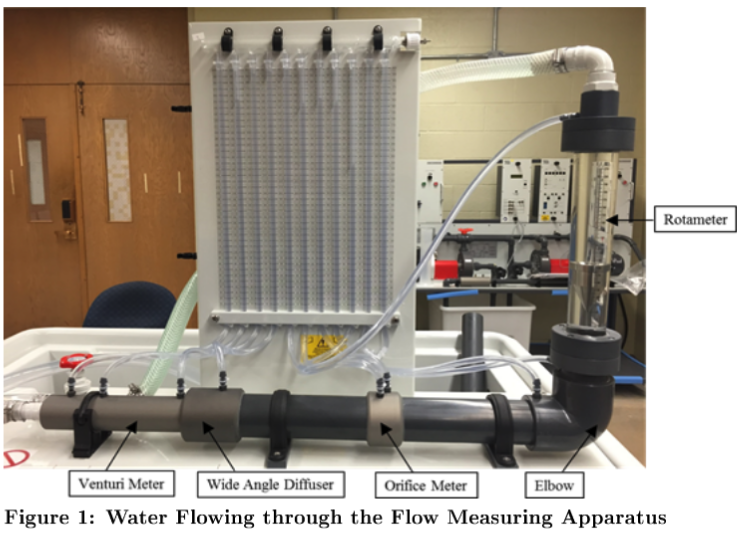 Rotameter
Venturi Meter
Wide Angle Diffuser
Orifice Meter
Elbow
Figure 1: Water Flowing through the Flow Measuring Apparatus